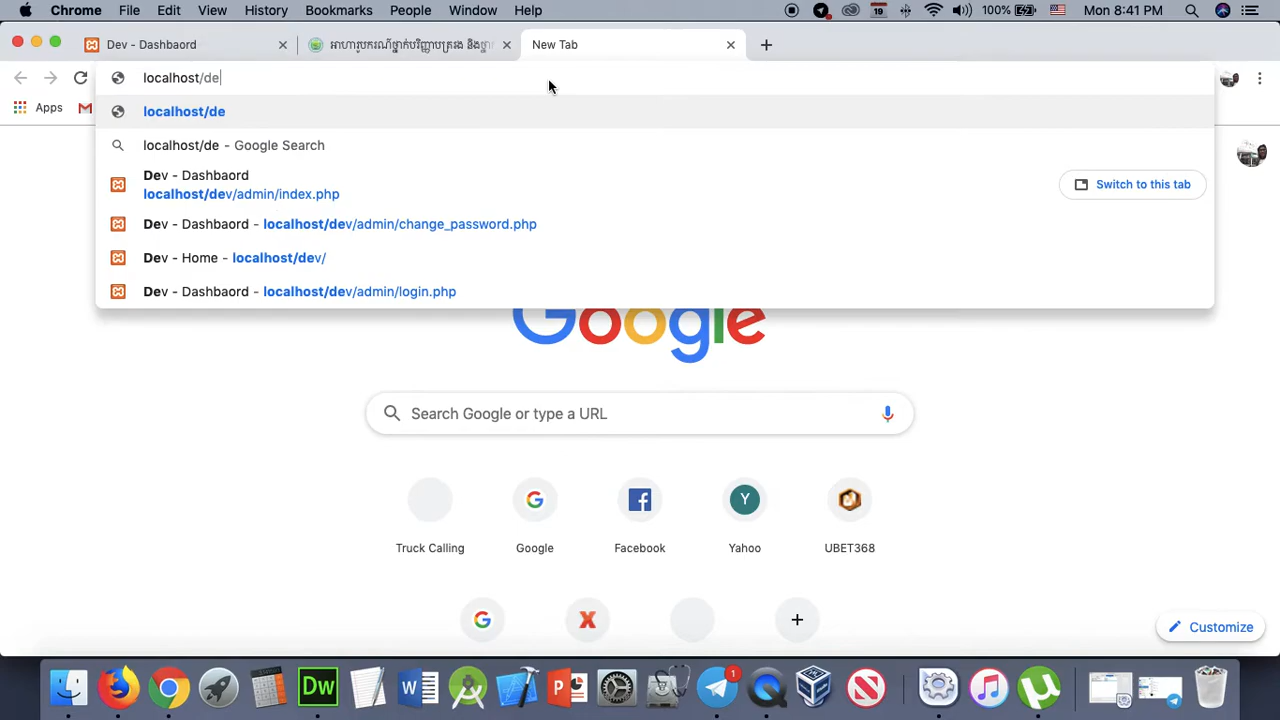 Chrome File Edit View History Bookmarks People Window Help 19 100% Mon 8:41 PM
Dev - Dashbaord
New Tab
localhost/de
Apps
localhost/de
localhost/de - Google Search
Dev - Dashbaord
localhost/dev/admin/index.php
Switch to this tab
Dev - Dashbaord - localhost/dev/admin/change_password.php
Dev - Home - localhost/dev/
Dev - Dashbaord - localhost/dev/admin/login.php
Google
Search Google or type a URL
Y
Truck Calling Google Facebook Yahoo UBET368
Customize
Dw
1